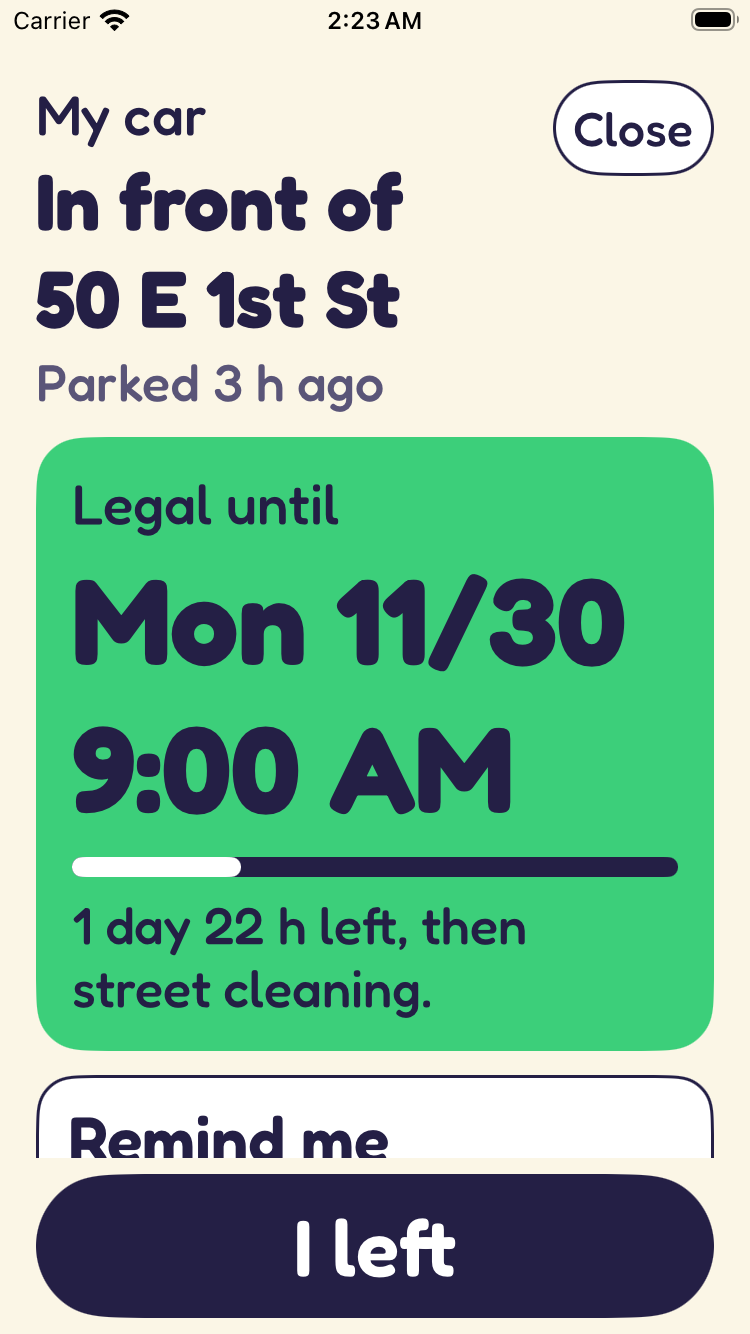 Carrier 2:23 AM
My car
Close
In front of
50 E 1st St
Parked 3 h ago
Legal until
Mon 11/30
9:00 AM
1 day 22 h left, then
street cleaning.
Remind me
I left